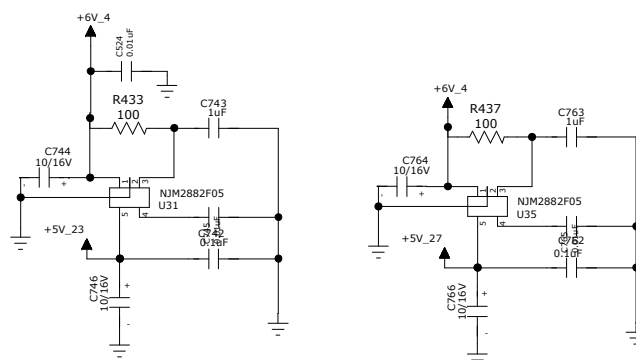 +6V_4
C524
0.01uF
R433
100
C743
1uF
C744
10/16V
-
+
1
2
3
NJM2882F05
U31
5
4
+5V_23
C742
0.1uF
C746
10/16V
+
-
+6V_4
R437
100
C763
1uF
C764
10/16V
-
+
1
2
3
NJM2882F05
U35
5
4
+5V_27
C762
0.1uF
C766
10/16V
+
-